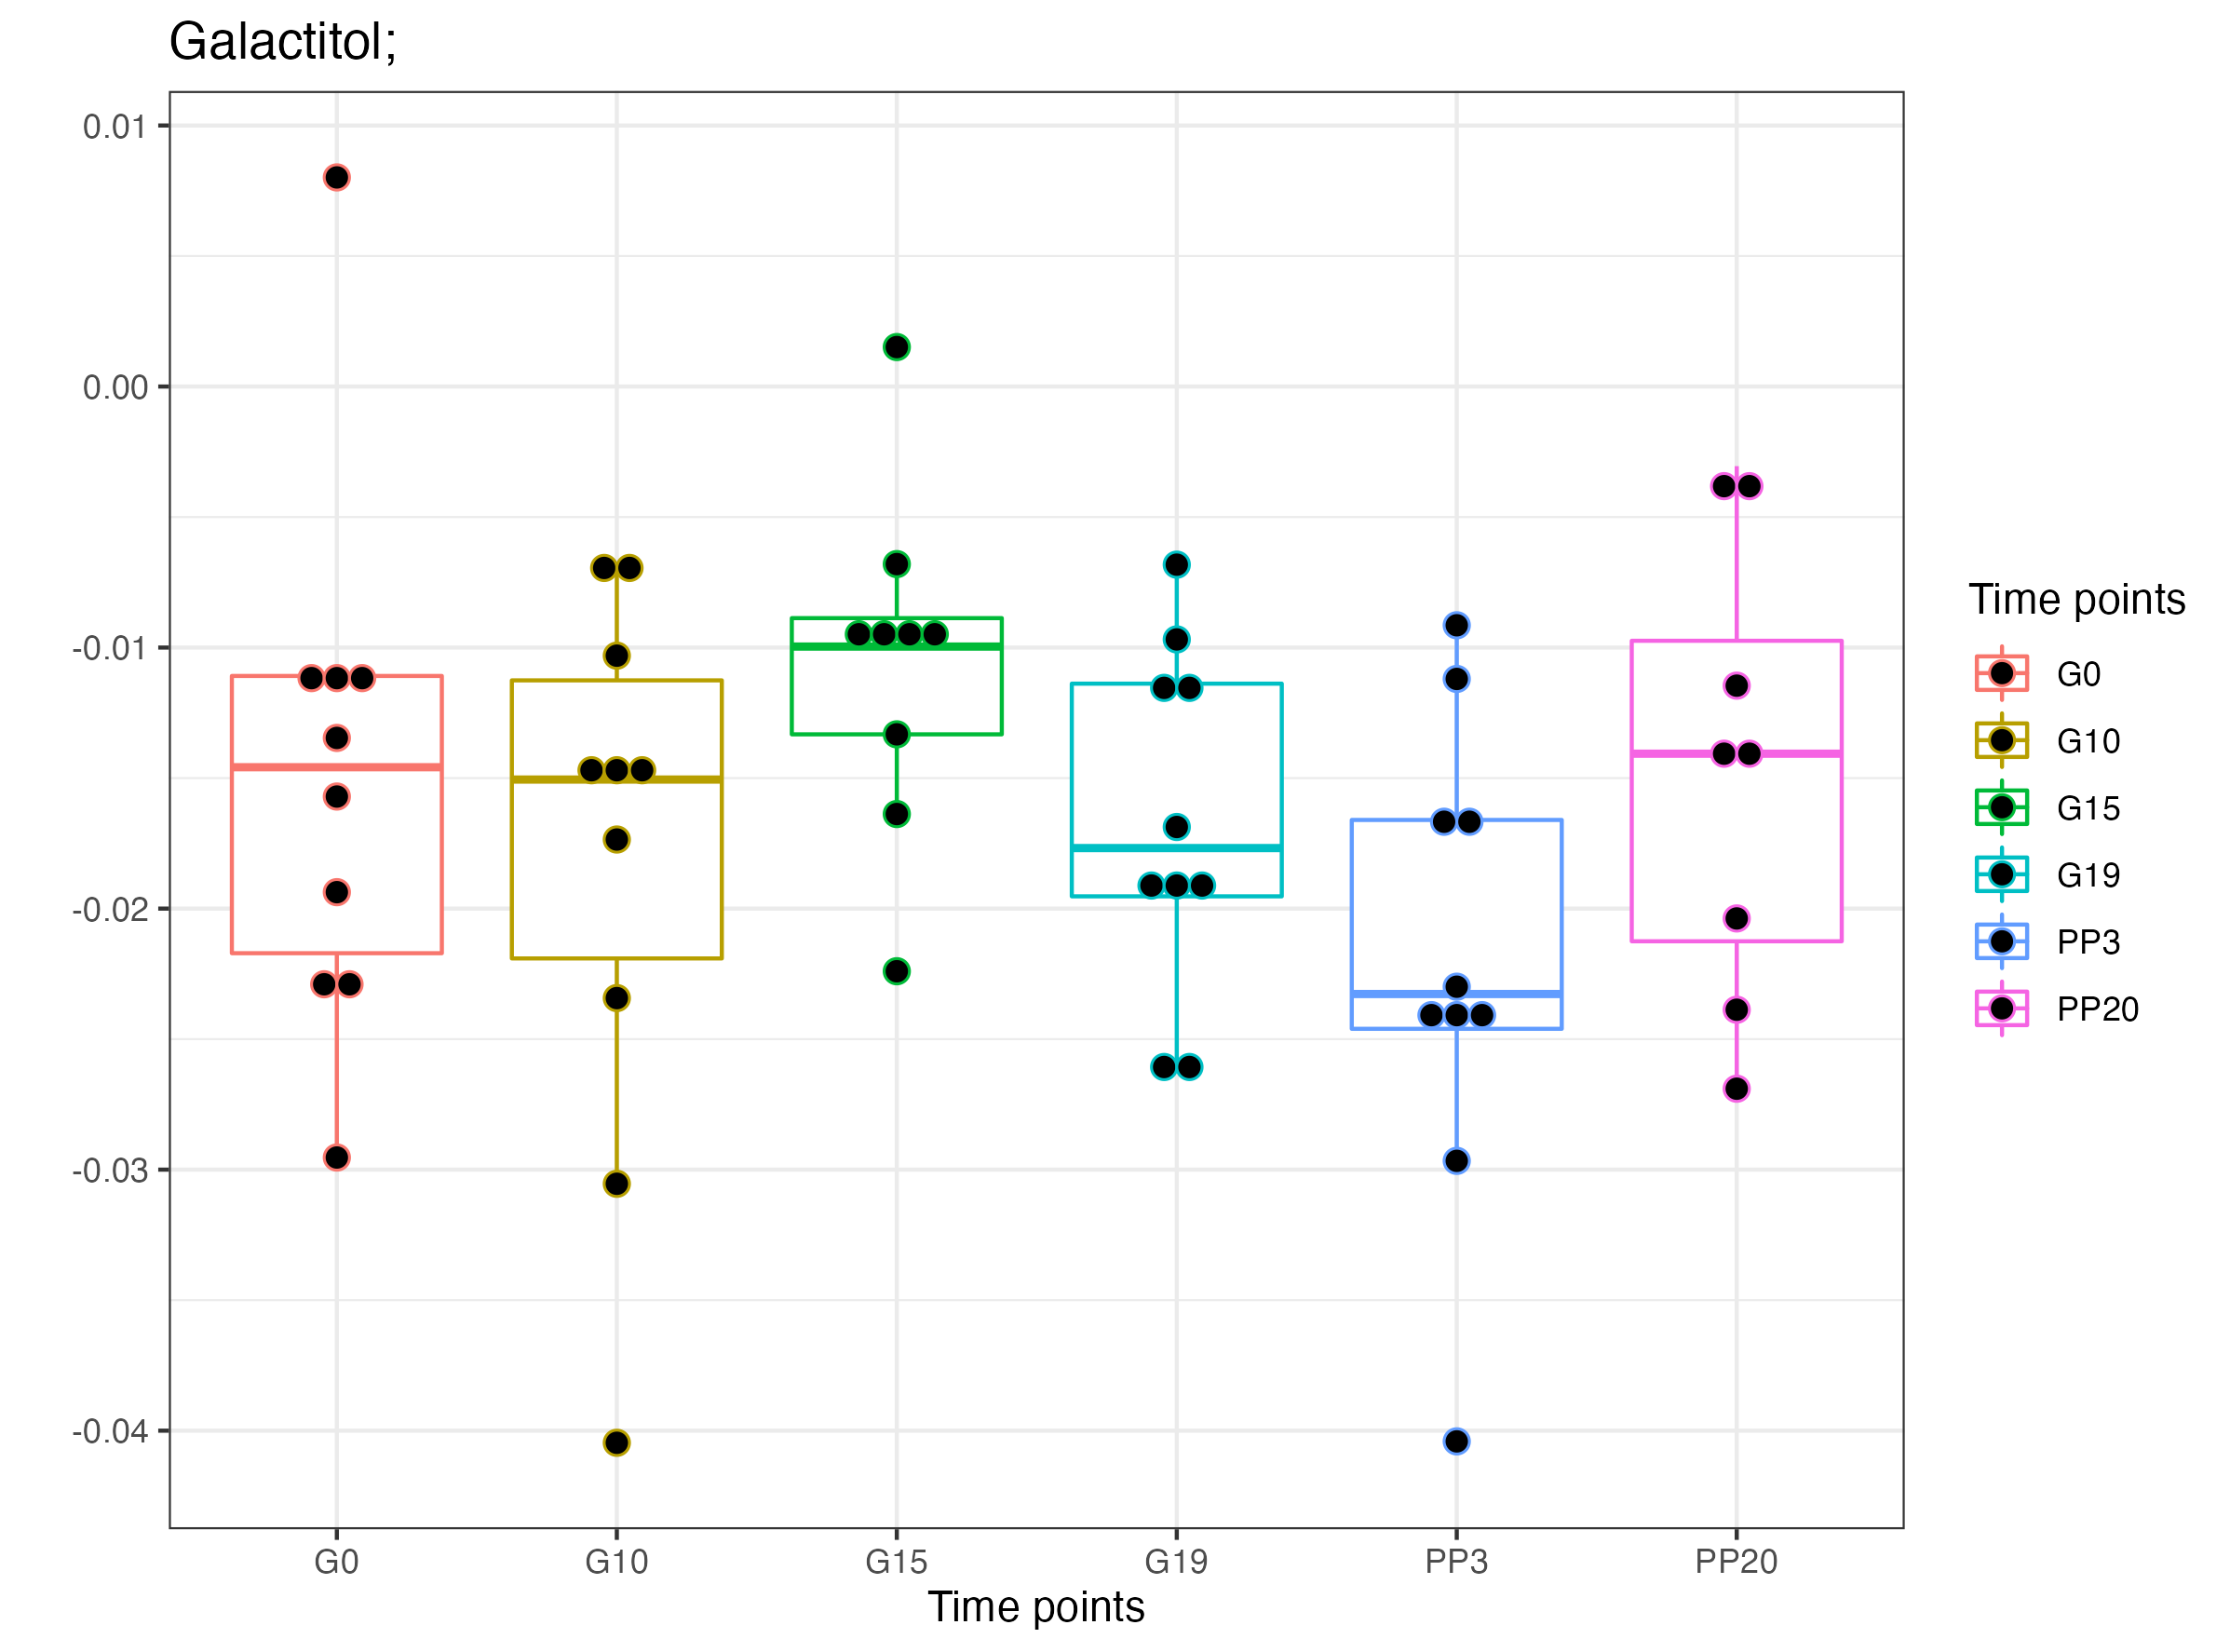 Galactitol;
0.01
0.00
-0.01
-0.02
-0.03
-0.04
G0 G10 G15 G19 PP3 PP20
Time points
Time points
G0
G10
G15
G19
PP3
PP20